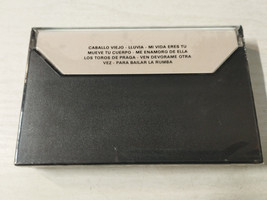 CABALLO VIEJO - LLUVIA - MI VIDA ERES TU
MUEVE TU CUERPO - ME ENAMORO DE ELLA
LOS TOROS DE PRAGA - VEN DEVORAME OTRA
VEZ - PARA BAILAR LA RUMBA